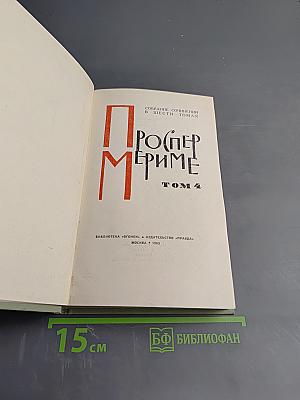 СОБРАНИЕ СОЧИНЕНИЙ
В ШЕСТИ ТОМАХ
ПРОСПЕР
МЕРИМЕ
ТОМ 4
БИБЛИОТЕКА «ОГОНЕК» • ИЗДАТЕЛЬСТВО «ПРАВДА»
МОСКВА • 1963
15 см
БФ БИБЛИОФАН